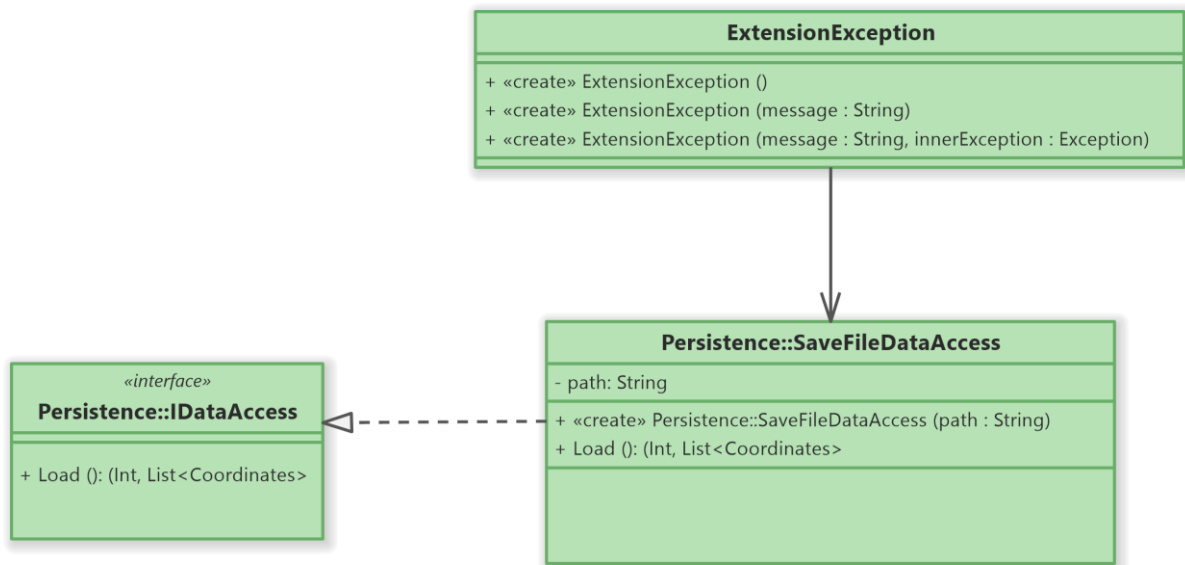 ExtensionException
+ «create» ExtensionException ()
+ «create» ExtensionException (message : String)
+ «create» ExtensionException (message : String, innerException : Exception)
«interface»
Persistence::IDataAccess
+ Load (): (Int, List<Coordinates>
Persistence::SaveFileDataAccess
- path: String
+ «create» Persistence::SaveFileDataAccess (path : String)
+ Load (): (Int, List<Coordinates>